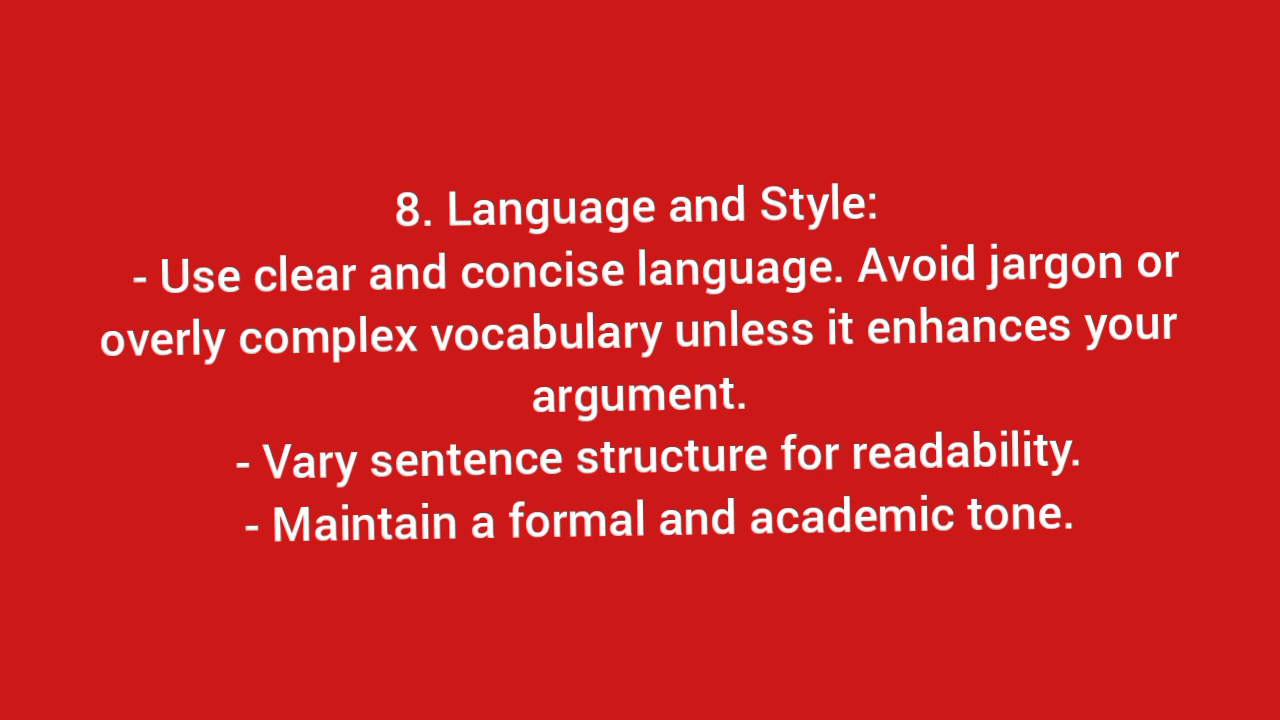 8. Language and Style:
- Use clear and concise language. Avoid jargon or
overly complex vocabulary unless it enhances your
argument.
- Vary sentence structure for readability.
- Maintain a formal and academic tone.